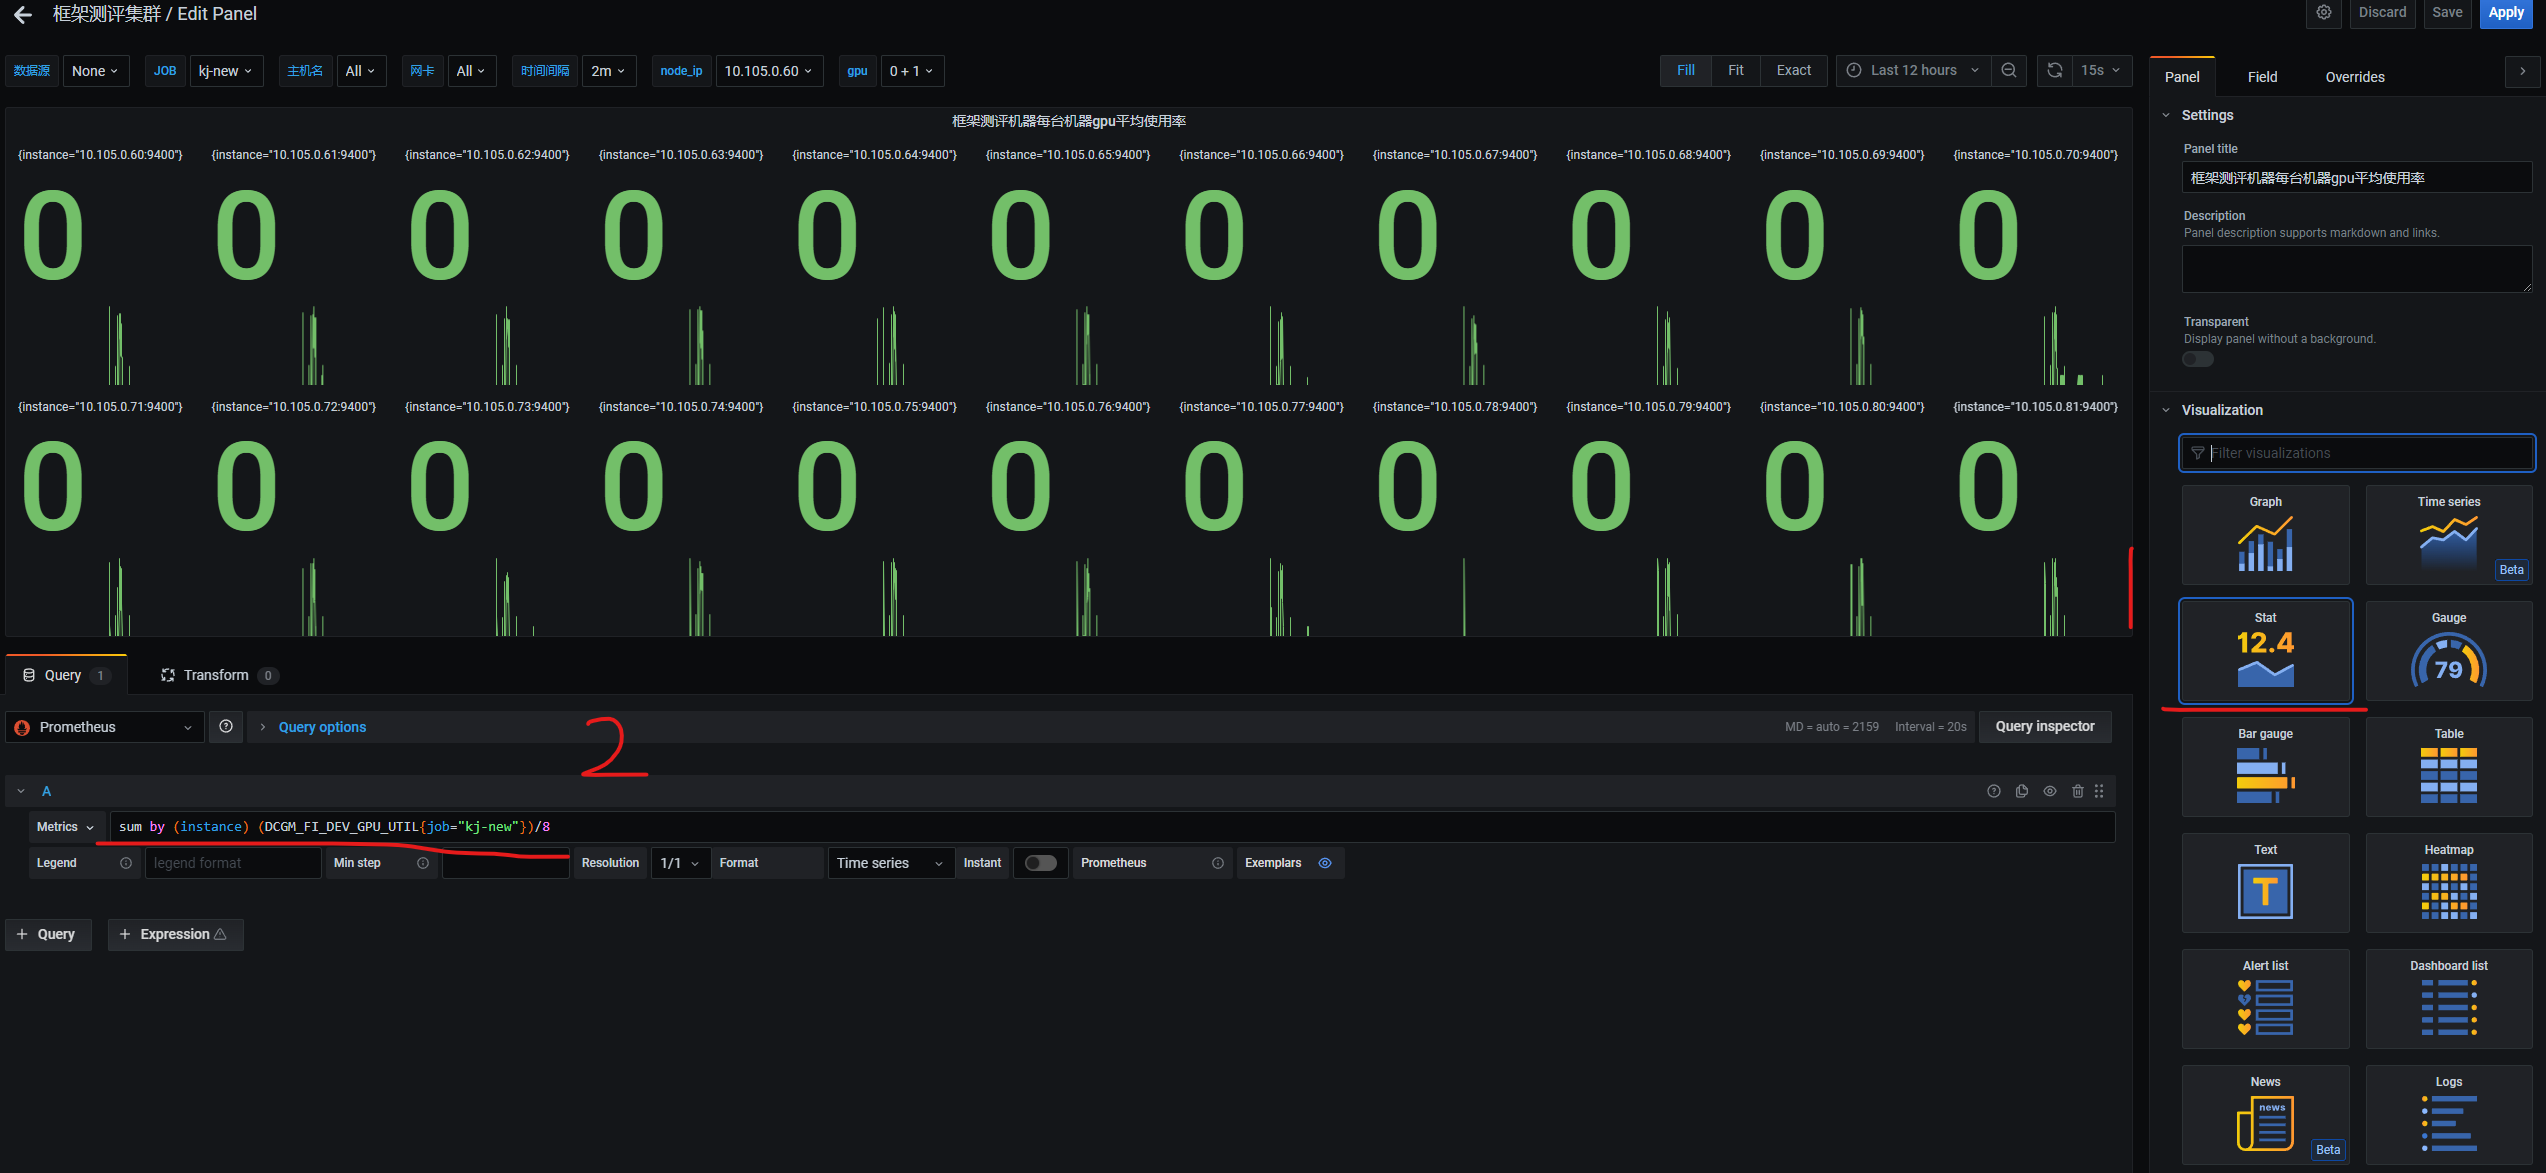 框架测评集群 / Edit Panel
Discard Save Apply
数据源 None JOB kj-new 主机名 All 网卡 All 时间间隔 2m node_ip 10.105.0.60 gpu 0 + 1
Fill Fit Exact Last 12 hours 15s
框架测评机器每台机器gpu平均使用率
{instance="10.105.0.60:9400"} {instance="10.105.0.61:9400"} {instance="10.105.0.62:9400"} {instance="10.105.0.63:9400"} {instance="10.105.0.64:9400"} {instance="10.105.0.65:9400"} {instance="10.105.0.66:9400"} {instance="10.105.0.67:9400"} {instance="10.105.0.68:9400"} {instance="10.105.0.69:9400"} {instance="10.105.0.70:9400"}
0 0 0 0 0 0 0 0 0 0 0
{instance="10.105.0.71:9400"} {instance="10.105.0.72:9400"} {instance="10.105.0.73:9400"} {instance="10.105.0.74:9400"} {instance="10.105.0.75:9400"} {instance="10.105.0.76:9400"} {instance="10.105.0.77:9400"} {instance="10.105.0.78:9400"} {instance="10.105.0.79:9400"} {instance="10.105.0.80:9400"} {instance="10.105.0.81:9400"}
0 0 0 0 0 0 0 0 0 0 0
Query 1 Transform 0
Prometheus Query options MD = auto = 2159 Interval = 20s Query inspector
2
A
Metrics sum by (instance) (DCGM_FI_DEV_GPU_UTIL{job="kj-new"})/8
Legend legend format Min step Resolution 1/1 Format Time series Instant Prometheus Exemplars
+ Query + Expression
Panel Field Overrides
Settings
Panel title
框架测评机器每台机器gpu平均使用率
Description
Panel description supports markdown and links.
Transparent
Display panel without a background.
Visualization
Filter visualizations
Graph Time series
Beta
Stat Gauge
12.4 79
Bar gauge Table
Text Heatmap
T
Alert list Dashboard list
News Logs
news
Beta